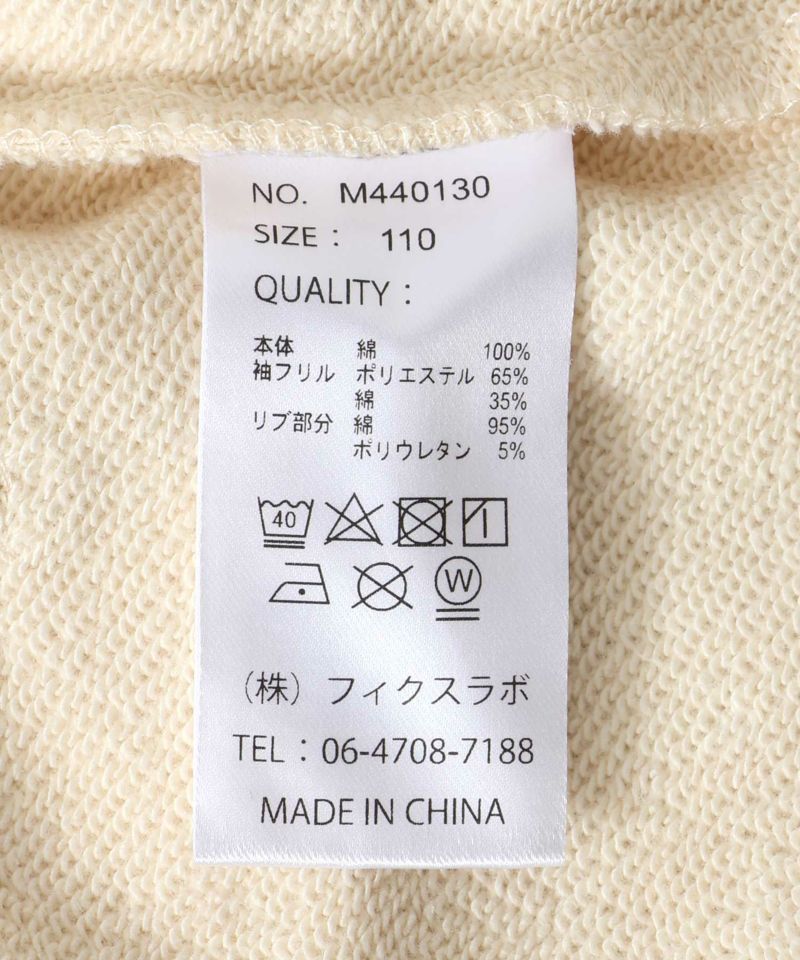 NO. M440130
SIZE : 110
QUALITY :
本体 綿 100%
袖フリル ポリエステル 65%
綿 35%
リブ部分 綿 95%
ポリウレタン 5%
40
W
(株) フィクスラボ
TEL : 06-4708-7188
MADE IN CHINA